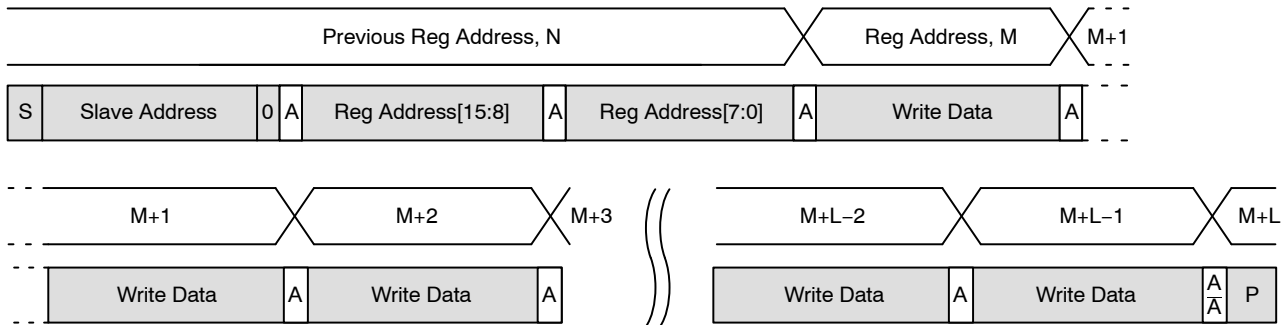 Previous Reg Address, N Reg Address, M M+1
S Slave Address 0 A Reg Address[15:8] A Reg Address[7:0] A Write Data A
M+1 M+2 M+3 M+L−2 M+L−1 M+L
Write Data A Write Data A Write Data A Write Data A A̅ P